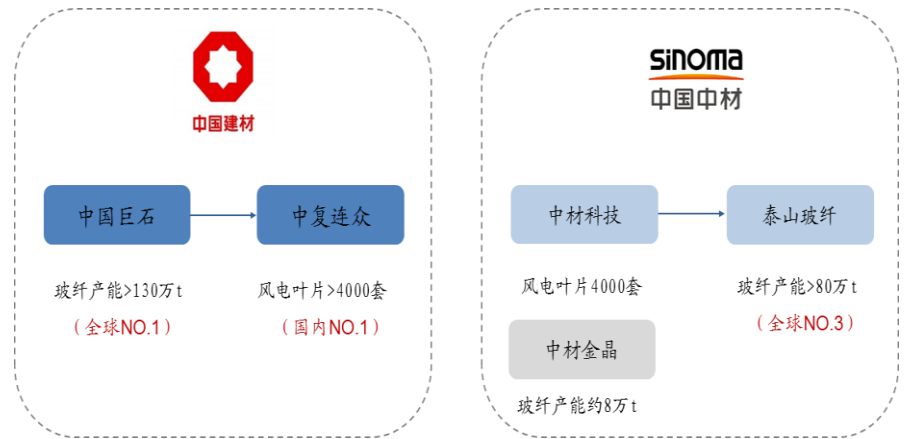 中国建材
中国巨石
中复连众
玻纤产能>130万t
（全球NO.1）
风电叶片>4000套
（国内NO.1）
sinoma
中国中材
中材科技
泰山玻纤
风电叶片4000套
玻纤产能>80万t
（全球NO.3）
中材金晶
玻纤产能约8万t